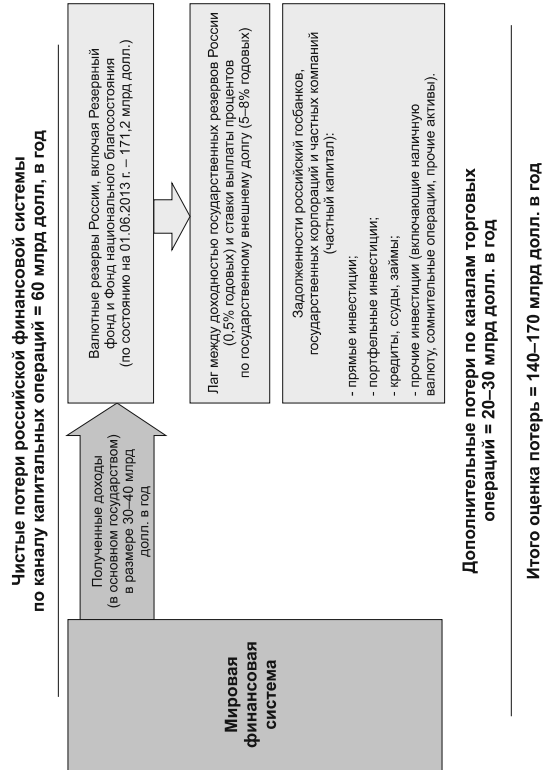 Чистые потери российской финансовой системы
по каналу капитальных операций = 60 млрд долл, в год
Мировая
финансовая
система
Полученные доходы
(в основном государством)
в размере 30–40 млрд
долл. в год
Валютные резервы России, включая Резервный
фонд и Фонд национального благосостояния
(по состоянию на 01.06.2013 г. – 171,2 млрд долл.)
Лаг между доходностью государственных резервов России
(0,5% годовых) и ставки выплаты процентов
по государственному внешнему долгу (5–8% годовых)
Задолженности российский госбанков,
государственных корпораций и частных компаний
(частный капитал):
- прямые инвестиции;
- портфельные инвестиции;
- кредиты, ссуды, займы;
- прочие инвестиции (включающие наличную
валюту, сомнительные операции, прочие активы).
Дополнительные потери по каналам торговых
операций = 20–30 млрд долл. в год
Итого оценка потерь = 140–170 млрд долл. в год